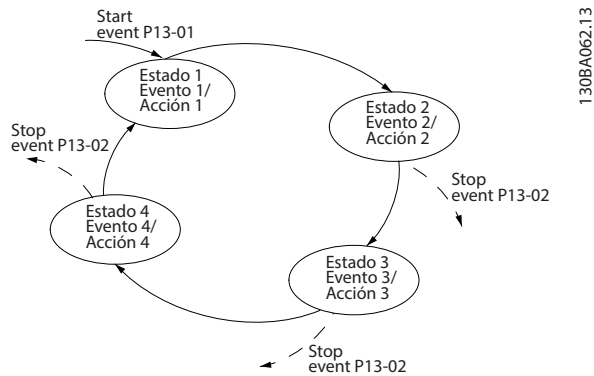 Start
event P13-01
130BA062.13
Estado 1
Evento 1/
Acción 1
Estado 2
Evento 2/
Acción 2
Stop
event P13-02
Stop
event P13-02
Estado 4
Evento 4/
Acción 4
Estado 3
Evento 3/
Acción 3
Stop
event P13-02